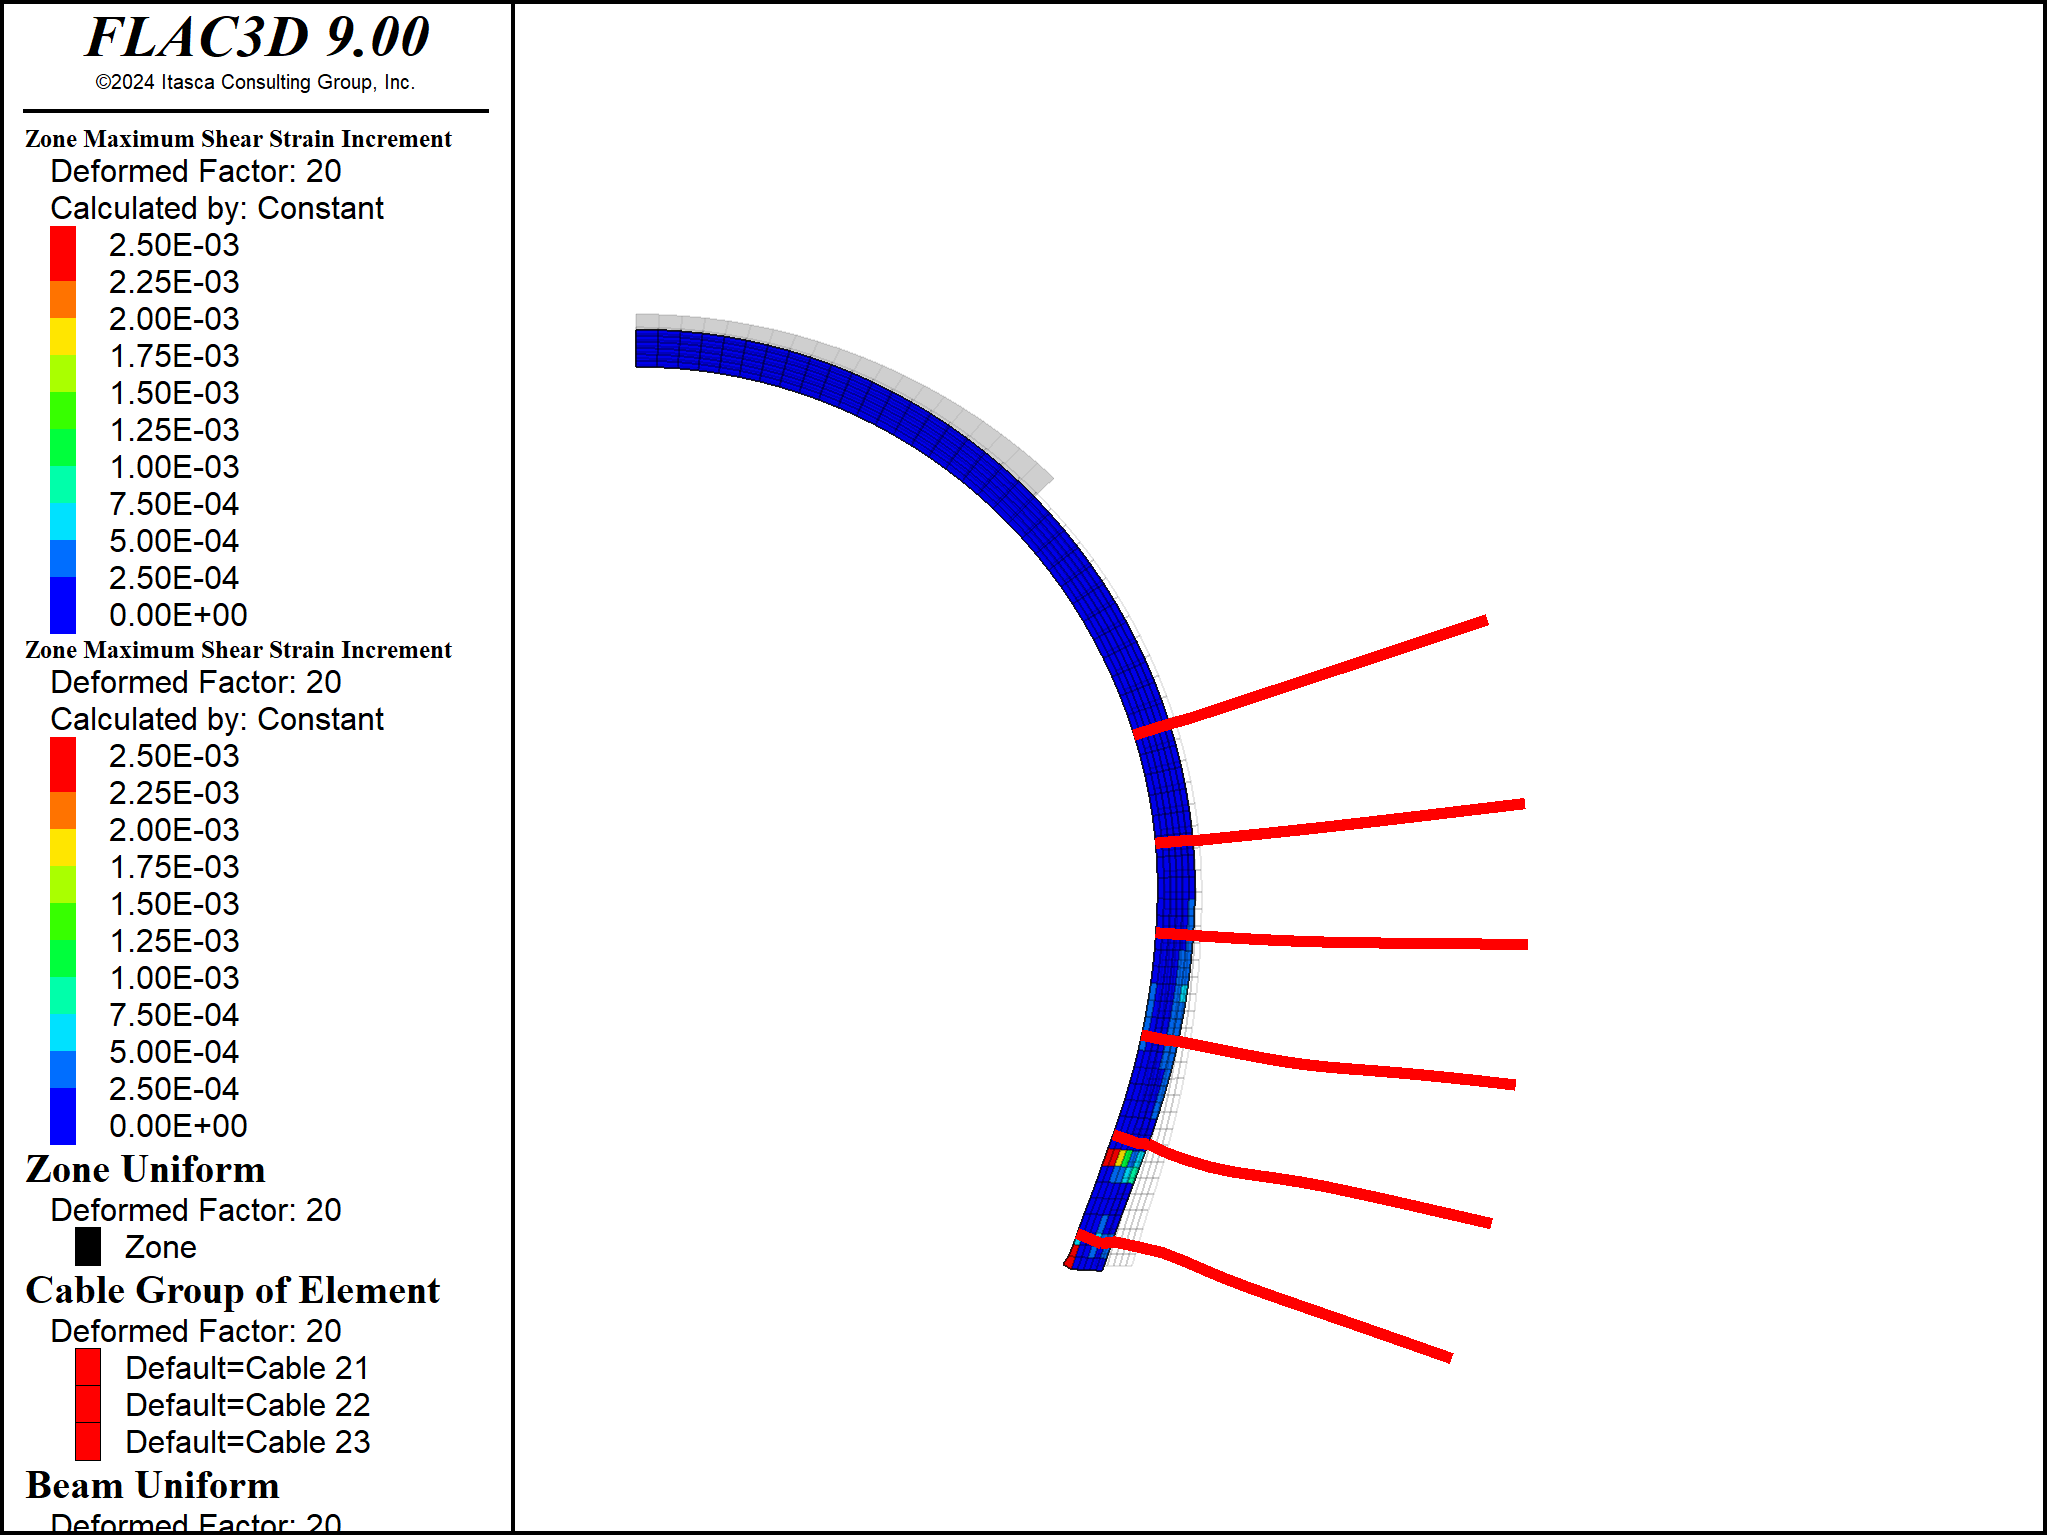 FLAC3D 9.00
©2024 Itasca Consulting Group, Inc.
Zone Maximum Shear Strain Increment
Deformed Factor: 20
Calculated by: Constant
2.50E-03
2.25E-03
2.00E-03
1.75E-03
1.50E-03
1.25E-03
1.00E-03
7.50E-04
5.00E-04
2.50E-04
0.00E+00
Zone Maximum Shear Strain Increment
Deformed Factor: 20
Calculated by: Constant
2.50E-03
2.25E-03
2.00E-03
1.75E-03
1.50E-03
1.25E-03
1.00E-03
7.50E-04
5.00E-04
2.50E-04
0.00E+00
Zone Uniform
Deformed Factor: 20
Zone
Cable Group of Element
Deformed Factor: 20
Default=Cable 21
Default=Cable 22
Default=Cable 23
Beam Uniform
Deformed Factor: 20